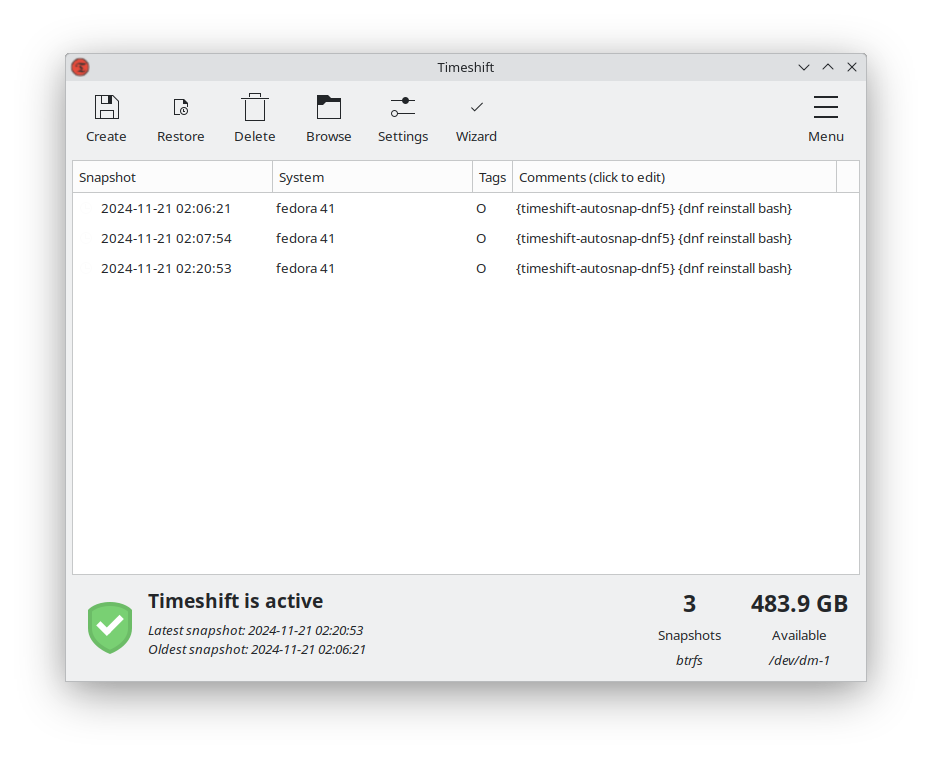 Timeshift
Create Restore Delete Browse Settings Wizard Menu
Snapshot System Tags Comments (click to edit)
2024-11-21 02:06:21 fedora 41 O {timeshift-autosnap-dnf5} {dnf reinstall bash}
2024-11-21 02:07:54 fedora 41 O {timeshift-autosnap-dnf5} {dnf reinstall bash}
2024-11-21 02:20:53 fedora 41 O {timeshift-autosnap-dnf5} {dnf reinstall bash}
Timeshift is active
Latest snapshot: 2024-11-21 02:20:53
Oldest snapshot: 2024-11-21 02:06:21
3 483.9 GB
Snapshots Available
btrfs /dev/dm-1